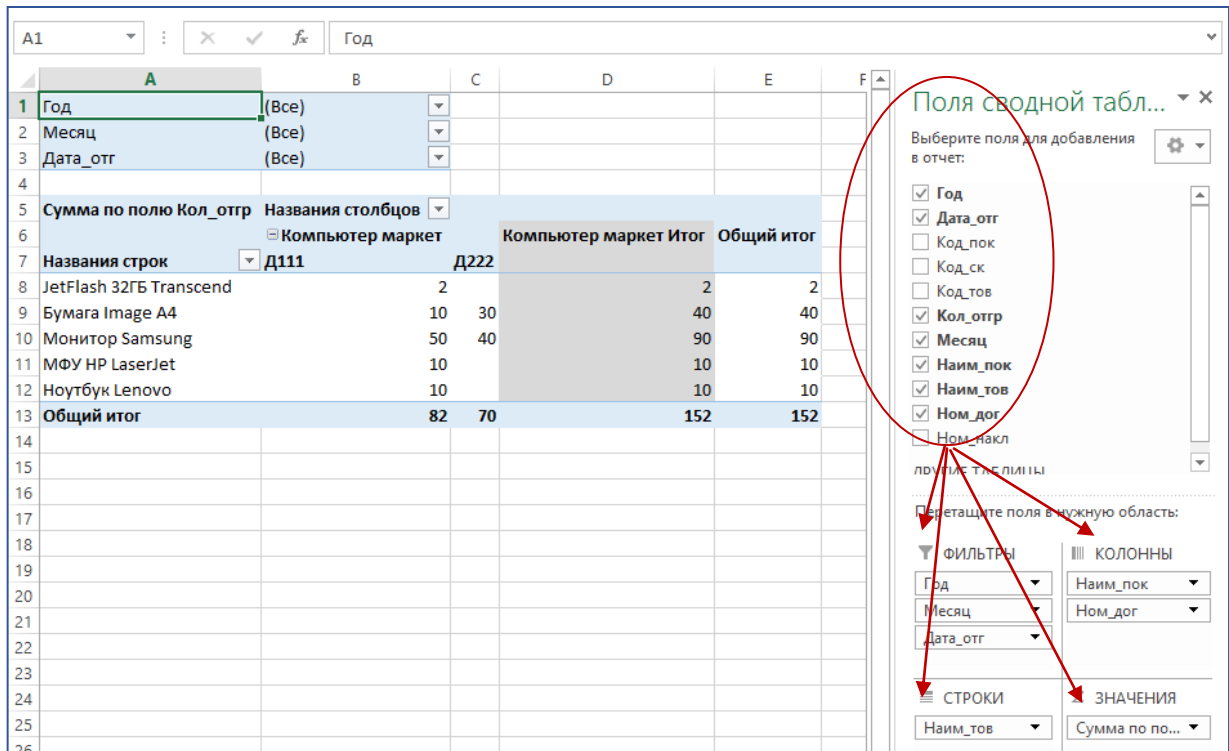 A1 fx Год
A B C D E F
1 Год (Все)
2 Месяц (Все)
3 Дата_отг (Все)
4
5 Сумма по полю Кол_отгр Названия столбцов
6 Компьютер маркет Компьютер маркет Итог Общий итог
7 Названия строк Д111 Д222
8 JetFlash 32ГБ Transcend 2 2 2
9 Бумага Image A4 10 30 40 40
10 Монитор Samsung 50 40 90 90
11 МФУ HP LaserJet 10 10 10
12 Ноутбук Lenovo 10 10 10
13 Общий итог 82 70 152 152
14
15
16
17
18
19
20
21
22
23
24
25
26
Поля сводной табл...
Выберите поля для добавления
в отчет:
Год
Дата_отг
Код_пок
Код_ск
Код_тов
Кол_отгр
Месяц
Наим_пок
Наим_тов
Ном_дог
Ном_накл
ДРУГИЕ ТАБЛИЦЫ
Перетащите поля в нужную область:
ФИЛЬТРЫ КОЛОННЫ
Год Наим_пок
Месяц Ном_дог
Дата_отг
СТРОКИ Σ ЗНАЧЕНИЯ
Наим_тов Сумма по по...